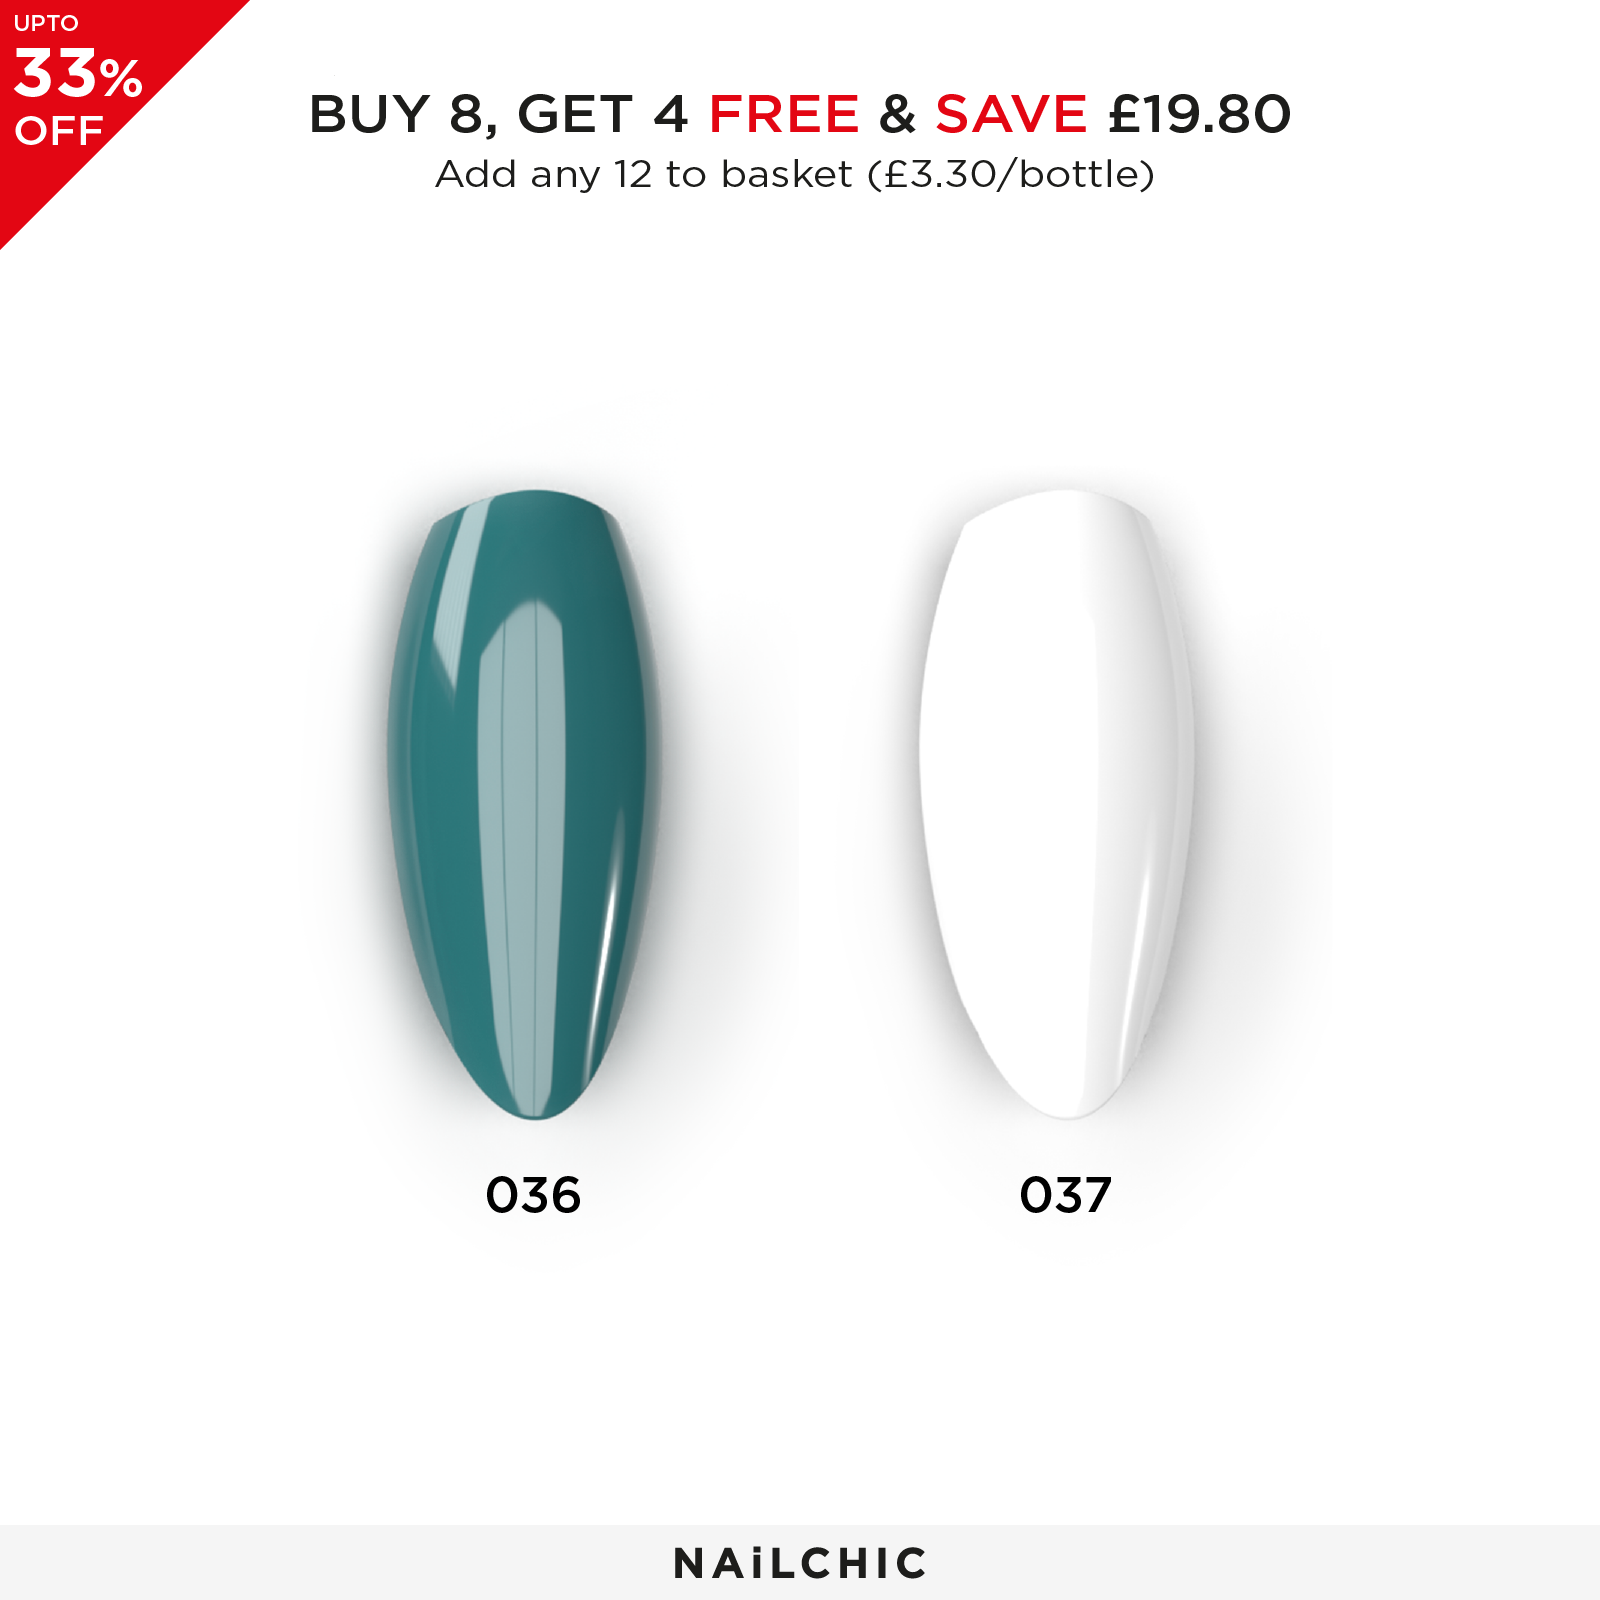 UPTO
33%
OFF
BUY 8, GET 4 FREE & SAVE £19.80
Add any 12 to basket (£3.30/bottle)
036
037
NAiLCHIC